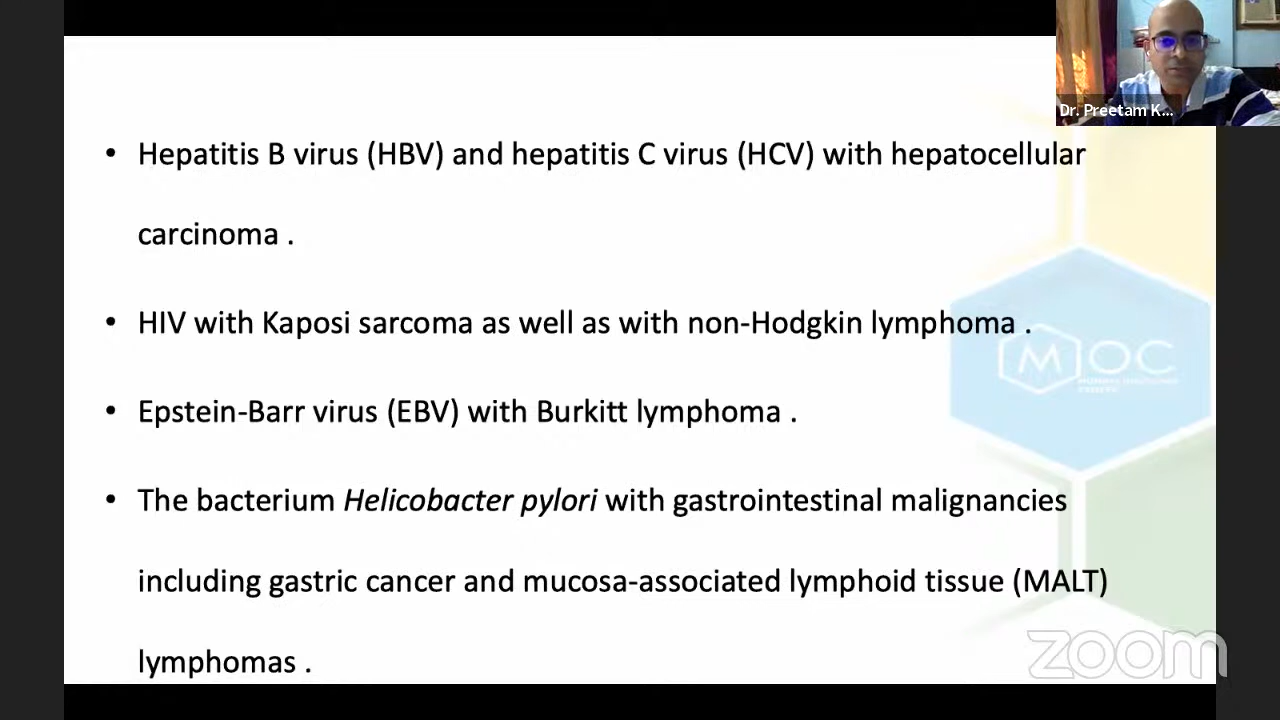 Dr. Preetam K...
• Hepatitis B virus (HBV) and hepatitis C virus (HCV) with hepatocellular
carcinoma .
• HIV with Kaposi sarcoma as well as with non-Hodgkin lymphoma .
MOC
• Epstein-Barr virus (EBV) with Burkitt lymphoma .
• The bacterium Helicobacter pylori with gastrointestinal malignancies
including gastric cancer and mucosa-associated lymphoid tissue (MALT)
lymphomas .
zoom